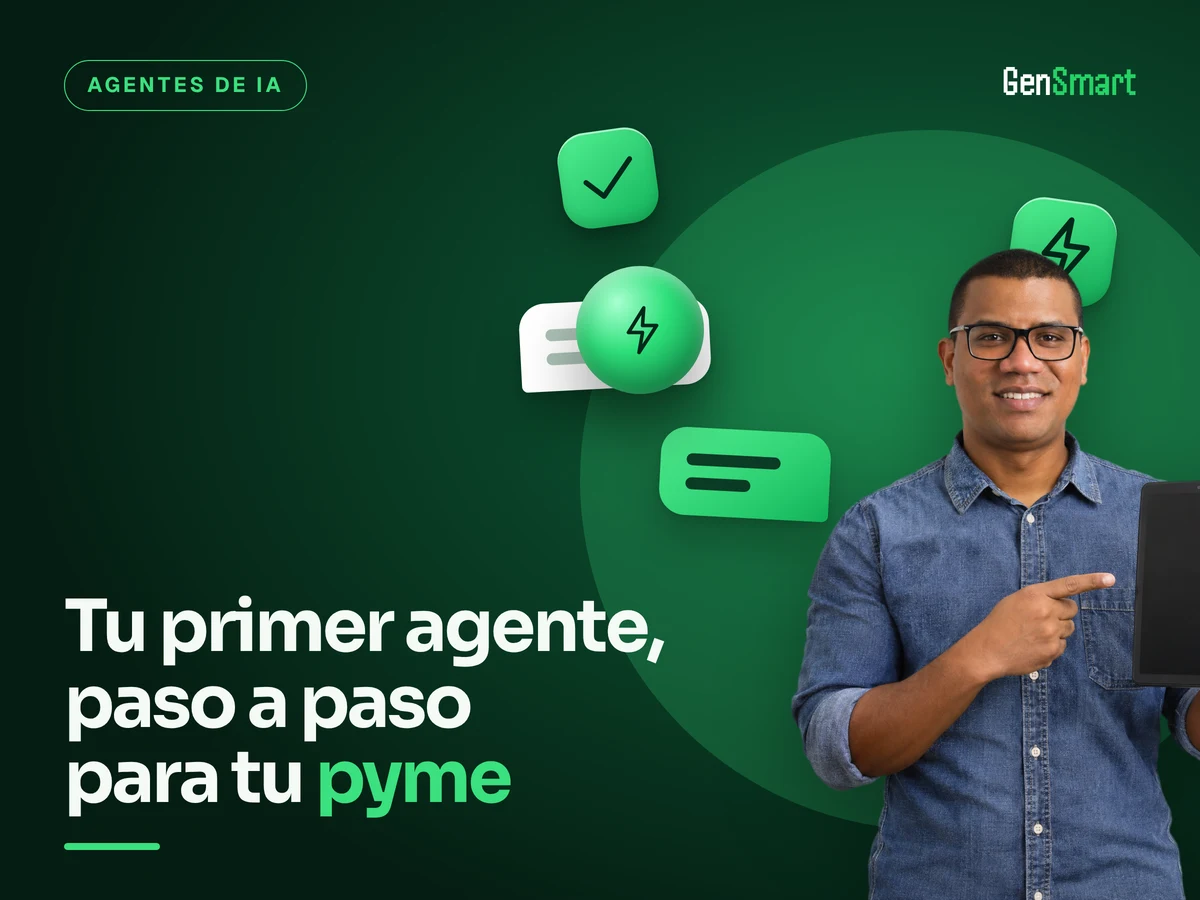 AGENTES DE IA
GenSmart
Tu primer agente,
paso a paso
para tu pyme